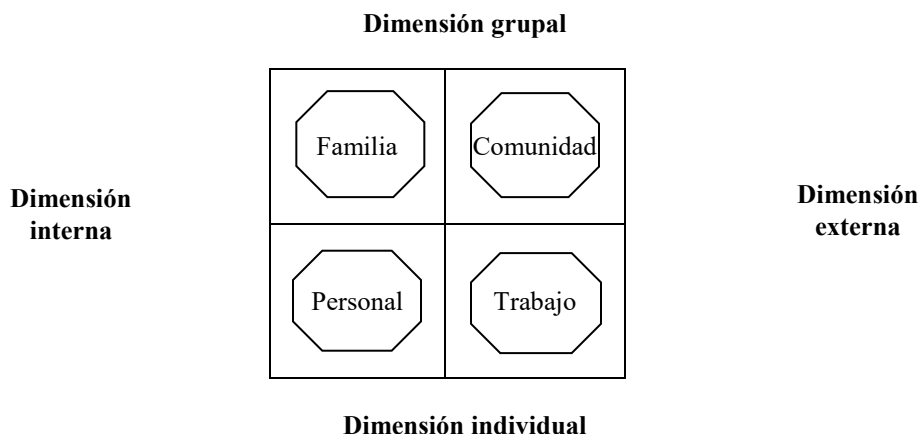 Dimensión grupal
Familia
Comunidad
Dimensión
interna
Dimensión
externa
Personal
Trabajo
Dimensión individual